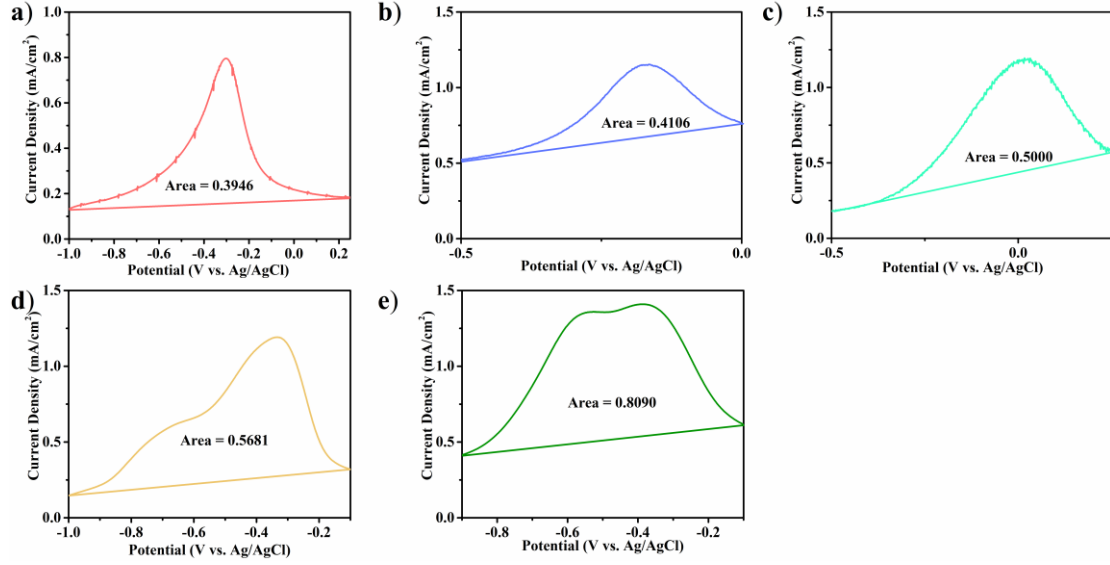 a)
Current Density (mA/cm²)
1.0
0.8
0.6
0.4
0.2
0.0
Area = 0.3946
-1.0 -0.8 -0.6 -0.4 -0.2 0.0 0.2
Potential (V vs. Ag/AgCl)
b)
Current Density (mA/cm²)
1.5
1.0
0.5
0.0
Area = 0.4106
-0.5 0.0
Potential (V vs. Ag/AgCl)
c)
Current Density (mA/cm²)
1.5
1.0
0.5
0.0
Area = 0.5000
-0.5 0.0
Potential (V vs. Ag/AgCl)
d)
Current Density (mA/cm²)
1.5
1.0
0.5
0.0
Area = 0.5681
-1.0 -0.8 -0.6 -0.4 -0.2
Potential (V vs. Ag/AgCl)
e)
Current Density (mA/cm²)
1.5
1.0
0.5
0.0
Area = 0.8090
-0.8 -0.6 -0.4 -0.2
Potential (V vs. Ag/AgCl)